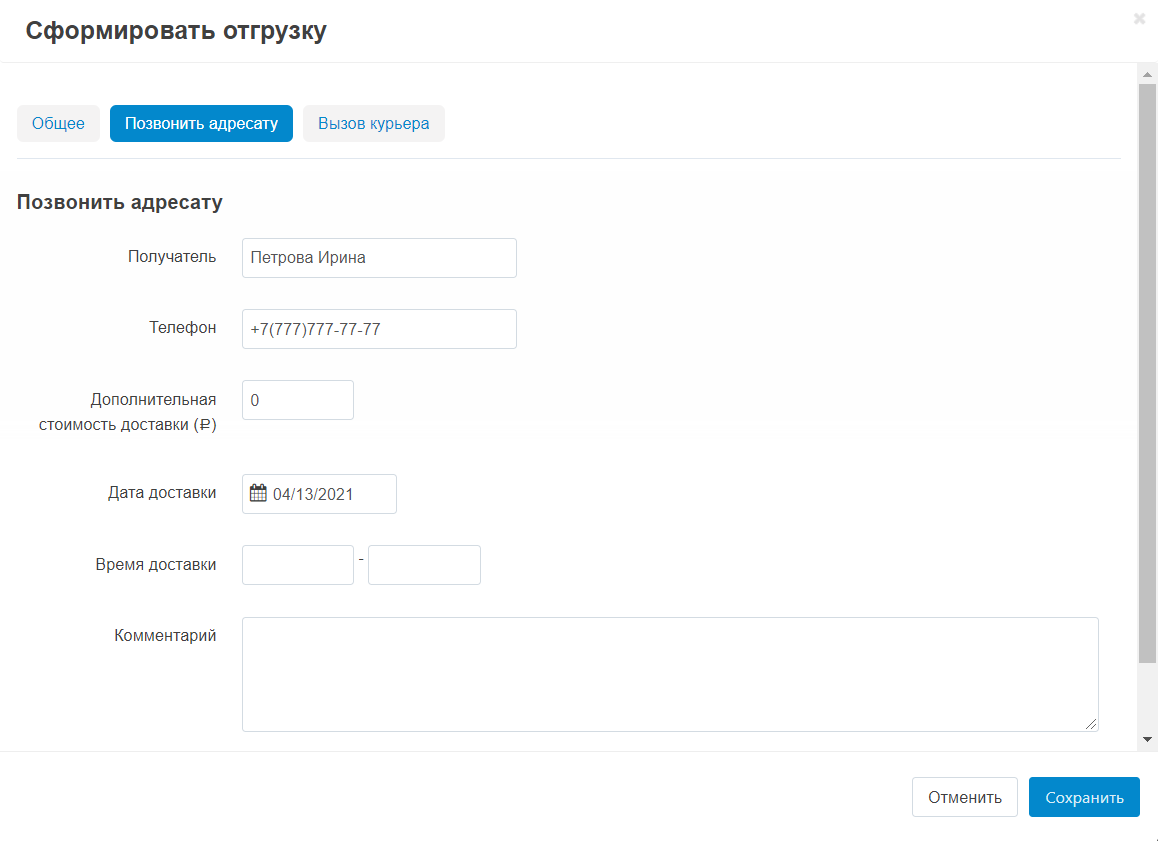 Сформировать отгрузку
Общее
Позвонить адресату
Вызов курьера
Позвонить адресату
Получатель
Петрова Ирина
Телефон
+7(777)777-77-77
Дополнительная
стоимость доставки (₽)
0
Дата доставки
04/13/2021
Время доставки
-
Комментарий
Отменить
Сохранить